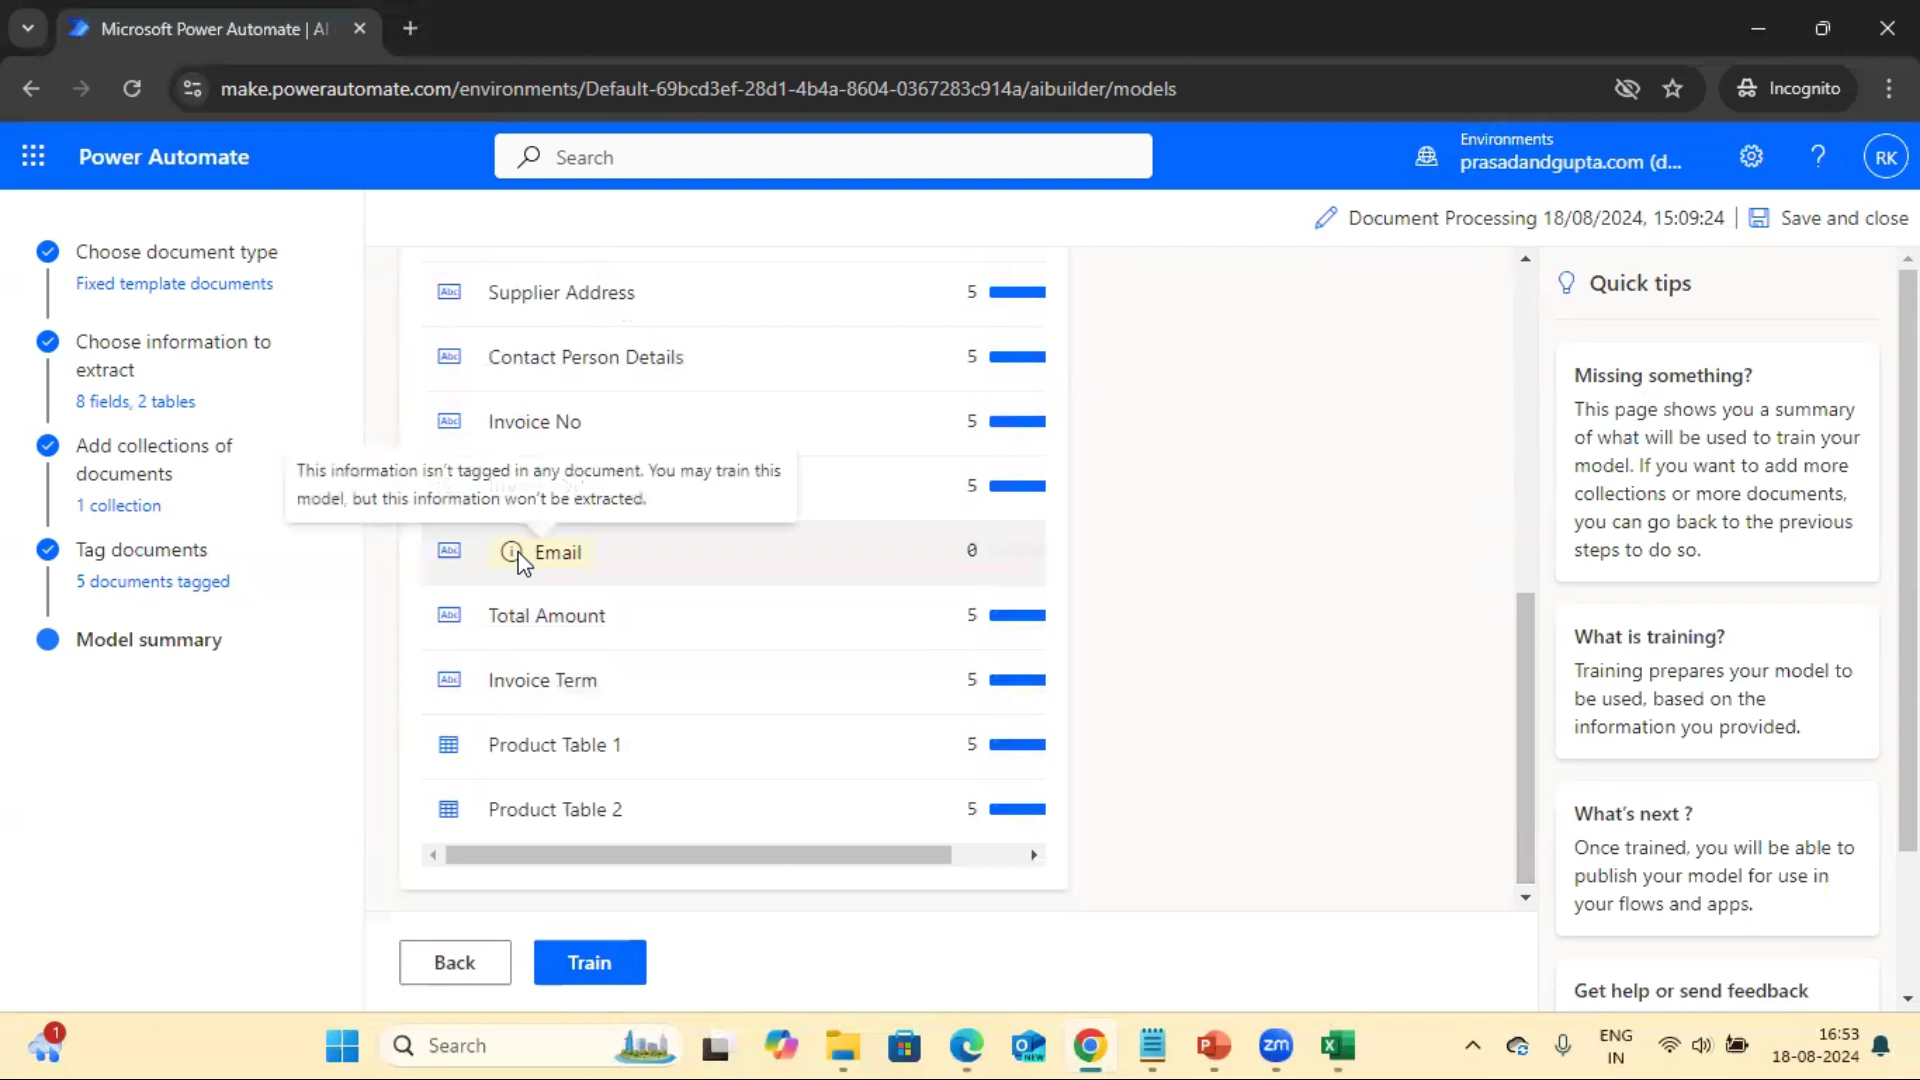 Microsoft Power Automate | AI
make.powerautomate.com/environments/Default-69bcd3ef-28d1-4b4a-8604-0367283c914a/aibuilder/models
Incognito
Power Automate
Search
Environments
prasadandgupta.com (d...
RK
Document Processing 18/08/2024, 15:09:24
Save and close
Choose document type
Fixed template documents
Choose information to
extract
8 fields, 2 tables
Add collections of
documents
1 collection
Tag documents
5 documents tagged
Model summary
Abc Supplier Address 5
Abc Contact Person Details 5
Abc Invoice No 5
This information isn't tagged in any document. You may train this
model, but this information won't be extracted.
5
Abc Email 0
Abc Total Amount 5
Abc Invoice Term 5
Product Table 1 5
Product Table 2 5
Back
Train
Quick tips
Missing something?
This page shows you a summary
of what will be used to train your
model. If you want to add more
collections or more documents,
you can go back to the previous
steps to do so.
What is training?
Training prepares your model to
be used, based on the
information you provided.
What's next ?
Once trained, you will be able to
publish your model for use in
your flows and apps.
Get help or send feedback
1
Search
NEW
zm
ENG
IN
16:53
18-08-2024